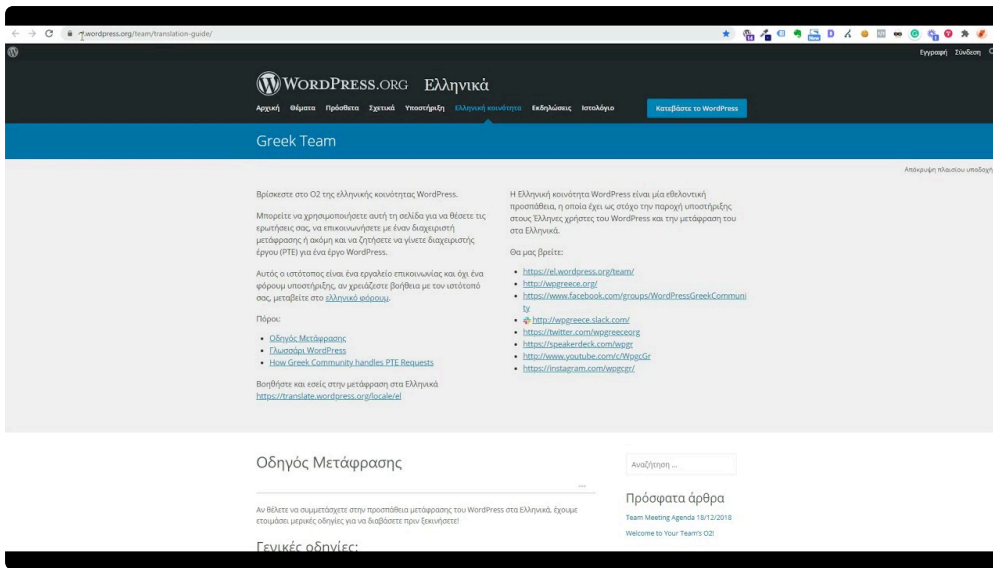 wordpress.org/team/translation-guide/
Εγγραφή Σύνδεση
WORDPRESS.ORG Ελληνικά
Αρχική Θέματα Πρόσθετα Σχετικά Υποστήριξη Ελληνική κοινότητα Εκδηλώσεις Ιστολόγιο Κατεβάστε το WordPress
Greek Team
Απόκρυψη πλαισίου υποδοχή
Βρίσκεστε στο O2 της ελληνικής κοινότητας WordPress.
Μπορείτε να χρησιμοποιήσετε αυτή τη σελίδα για να θέσετε τις
ερωτήσεις σας, να επικοινωνήσετε με έναν διαχειριστή
μετάφρασης ή ακόμη και να ζητήσετε να γίνετε διαχειριστής
έργου (PTE) για ένα έργο WordPress.
Αυτός ο ιστότοπος είναι ένα εργαλείο επικοινωνίας και όχι ένα
φόρουμ υποστήριξης, αν χρειάζεστε βοήθεια με τον ιστότοπό
σας, μεταβείτε στο ελληνικό φόρουμ.
Πόροι:
Οδηγός Μετάφρασης
Γλωσσάρι WordPress
How Greek Community handles PTE Requests
Βοηθήστε και εσείς στην μετάφραση στα Ελληνικά
https://translate.wordpress.org/locale/el
Η Ελληνική κοινότητα WordPress είναι μία εθελοντική
προσπάθεια, η οποία έχει ως στόχο την παροχή υποστήριξης
στους Έλληνες χρήστες του WordPress και την μετάφραση του
στα Ελληνικά.
Θα μας βρείτε:
https://el.wordpress.org/team/
http://wpgreece.org/
https://www.facebook.com/groups/WordPressGreekCommuni
ty
http://wpgreece.slack.com/
https://twitter.com/wpgreeceorg
https://speakerdeck.com/wpgr
http://www.youtube.com/c/WpgcGr
https://instagram.com/wpgcgr/
Οδηγός Μετάφρασης
...
Αν θέλετε να συμμετάσχετε στην προσπάθεια μετάφρασης του WordPress στα Ελληνικά, έχουμε
ετοιμάσει μερικές οδηγίες για να διαβάσετε πριν ξεκινήσετε!
Γενικές οδηγίες:
Αναζήτηση ...
Πρόσφατα άρθρα
Team Meeting Agenda 18/12/2018
Welcome to Your Team's O2!